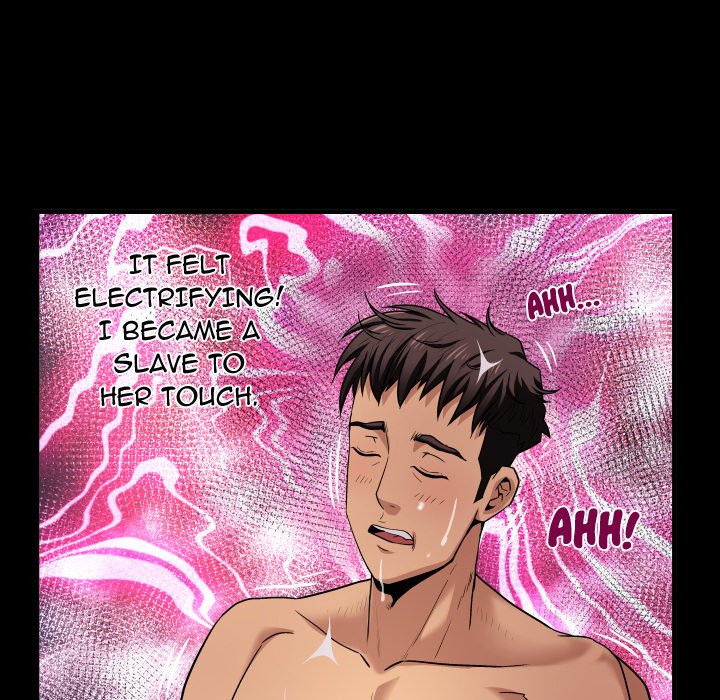 IT FELT
ELECTRIFYING!
I BECAME A
SLAVE TO
HER TOUCH.
AHH...
AHH!